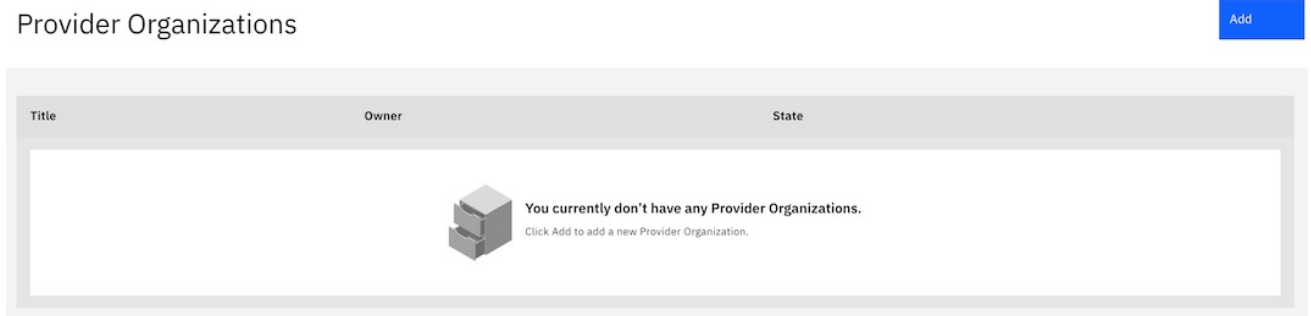 Provider Organizations
Add
Title Owner State
You currently don't have any Provider Organizations.
Click Add to add a new Provider Organization.